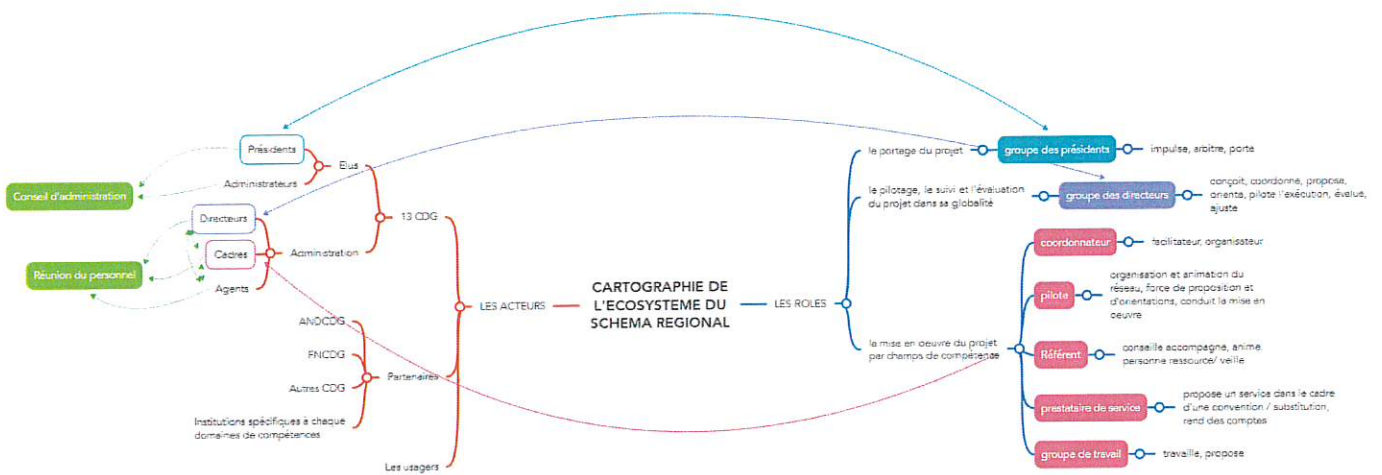 Présidents
Elus
Administrateurs
Conseil d'administration
Directeurs
13 CDG
Cadres
Administration
Réunion du personnel
Agents
LES ACTEURS
ANDCDG
FNCDG
Partenaires
Autres CDG
Institutions spécifiques à chaque
domaines de compétences
Les usagers
CARTOGRAPHIE DE
L'ECOSYSTEME DU
SCHEMA REGIONAL
LES ROLES
le portage du projet
groupe des présidents
impulse, arbitre, porte
le pilotage, le suivi et l'évaluation
du projet dans sa globalité
groupe des directeurs
conçoit, coordonne, propose,
oriente, pilote l'exécution, évalue,
ajuste
la mise en oeuvre du projet
par champs de compétence
coordonnateur
facilitateur, organisateur
pilote
organisation et animation du
réseau, force de proposition et
d'orientations, conduit la mise en
oeuvre
Référent
conseille accompagne, anime,
personne ressource/ veille
prestataire de service
propose un service dans le cadre
d'une convention / substitution,
rend des comptes
groupe de travail
travaille, propose